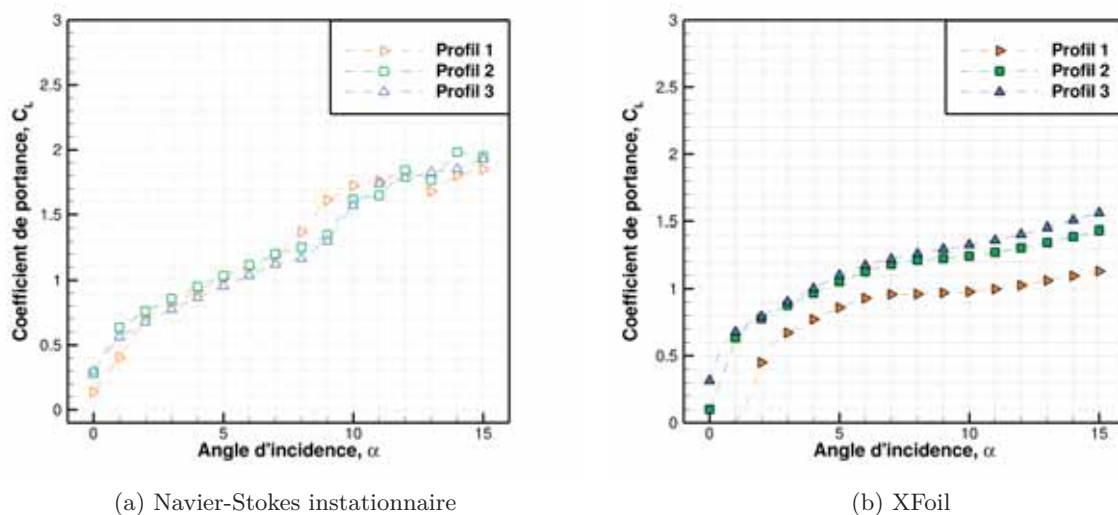 3
2.5
2
1.5
1
0.5
0
0
5
10
15
Coefficient de portance, C_L
Angle d'incidence, α
Profil 1
Profil 2
Profil 3
(a) Navier-Stokes instationnaire
3
2.5
2
1.5
1
0.5
0
0
5
10
15
Coefficient de portance, C_L
Angle d'incidence, α
Profil 1
Profil 2
Profil 3
(b) XFoil